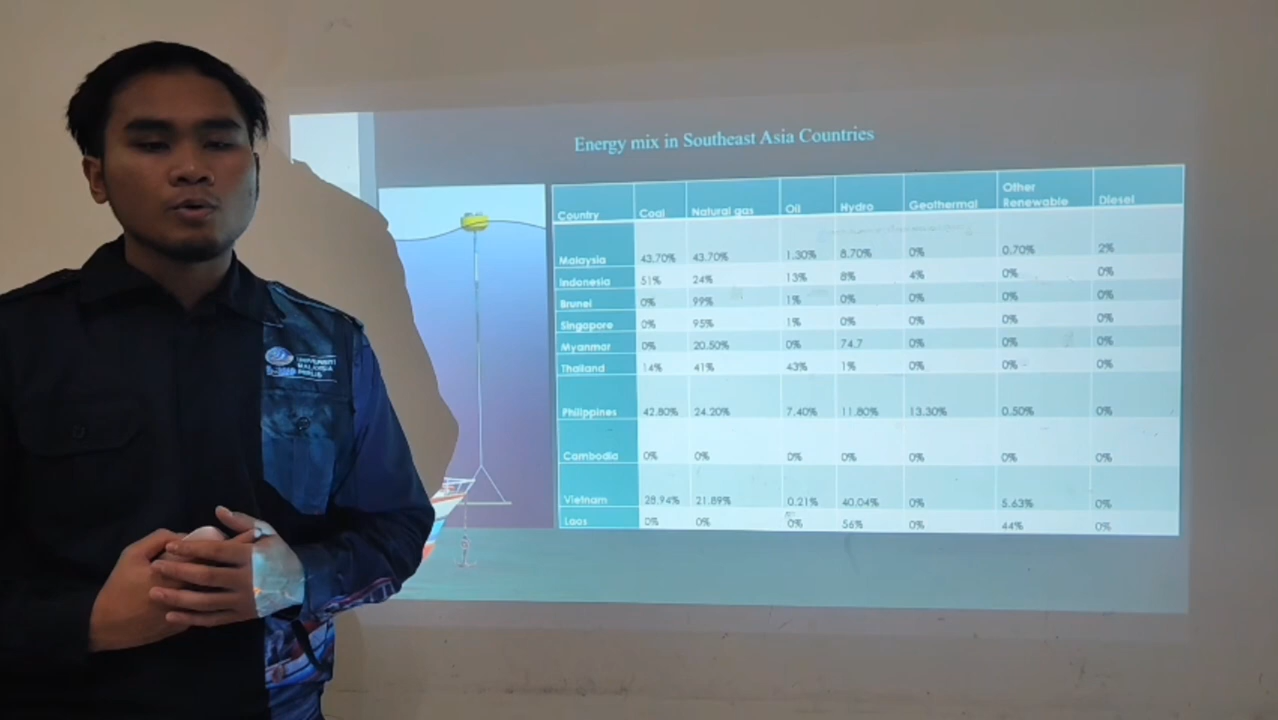 Energy mix in Southeast Asia Countries
Country Coal Natural gas Oil Hydro Geothermal Other Renewable Diesel
Malaysia 43.70% 43.70% 1.30% 8.70% 0% 0.70% 2%
Indonesia 51% 24% 13% 8% 4% 0% 0%
Brunei 0% 99% 1% 0% 0% 0% 0%
Singapore 0% 95% 1% 0% 0% 0% 0%
Myanmar 0% 20.50% 0% 74.7 0% 0% 0%
Thailand 14% 41% 43% 1% 0% 0% 0%
Philippines 42.80% 24.20% 7.40% 11.80% 13.30% 0.50% 0%
Cambodia 0% 0% 0% 0% 0% 0% 0%
Vietnam 28.94% 21.89% 0.21% 40.04% 0% 5.63% 0%
Laos 0% 0% 0% 56% 0% 44% 0%
UNIVERSITI
MALAYSIA
PERLIS